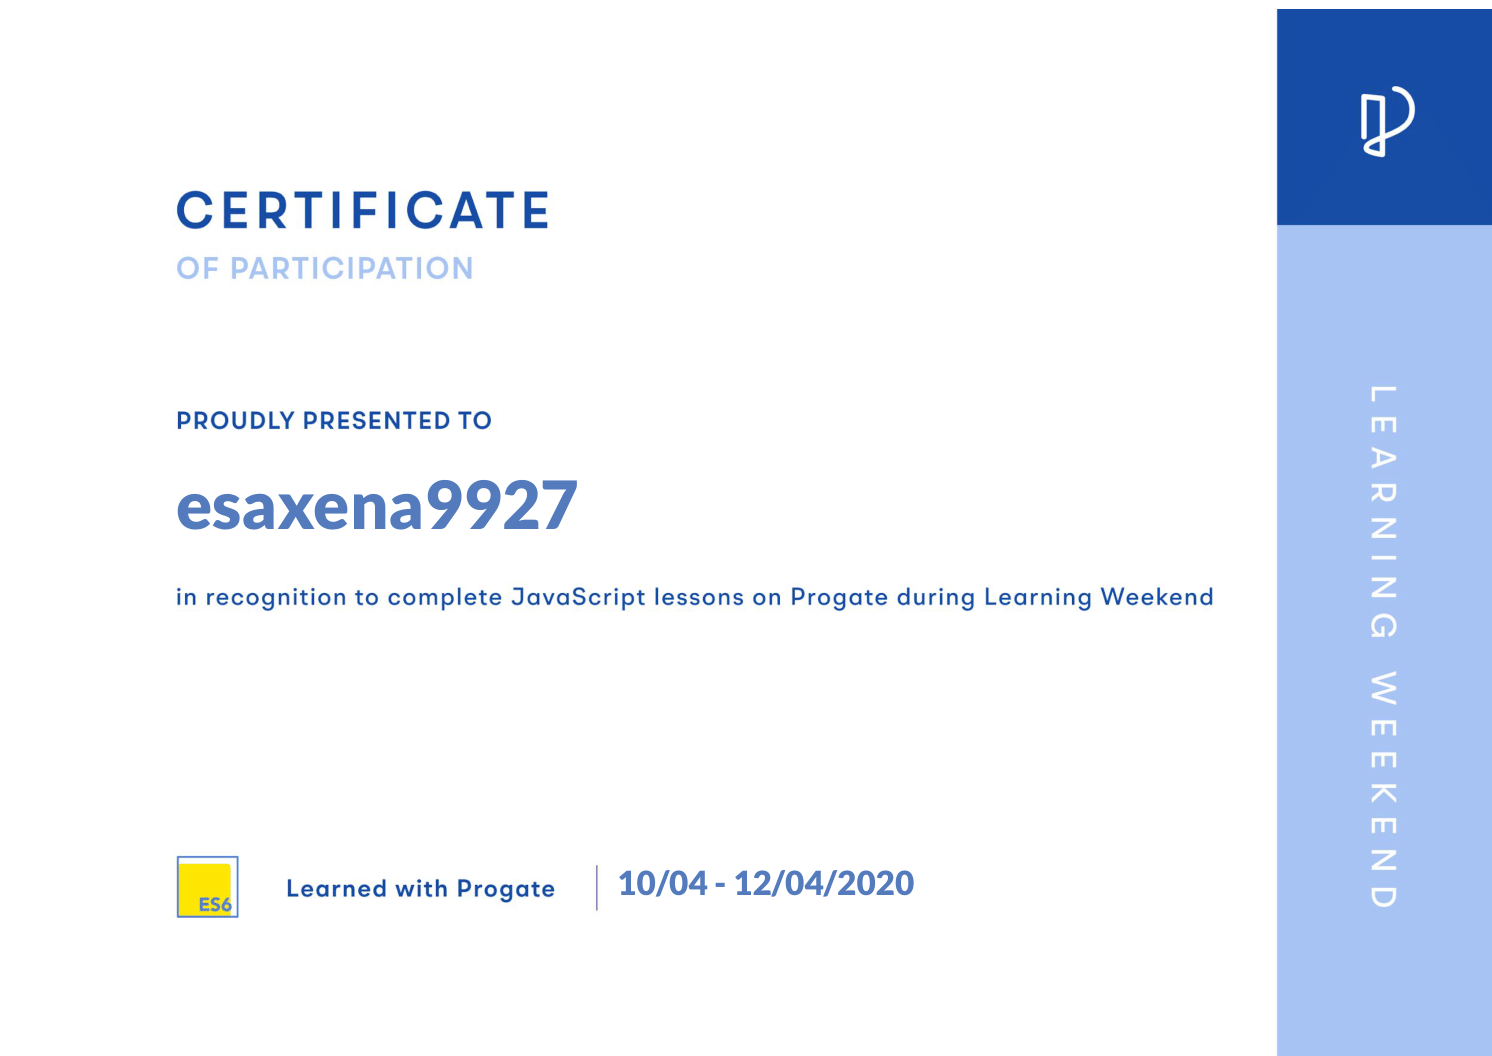 CERTIFICATE
OF PARTICIPATION
PROUDLY PRESENTED TO
esaxena9927
in recognition to complete JavaScript lessons on Progate during Learning Weekend
ES6
Learned with Progate
10/04 - 12/04/2020
LEARNING WEEKEND